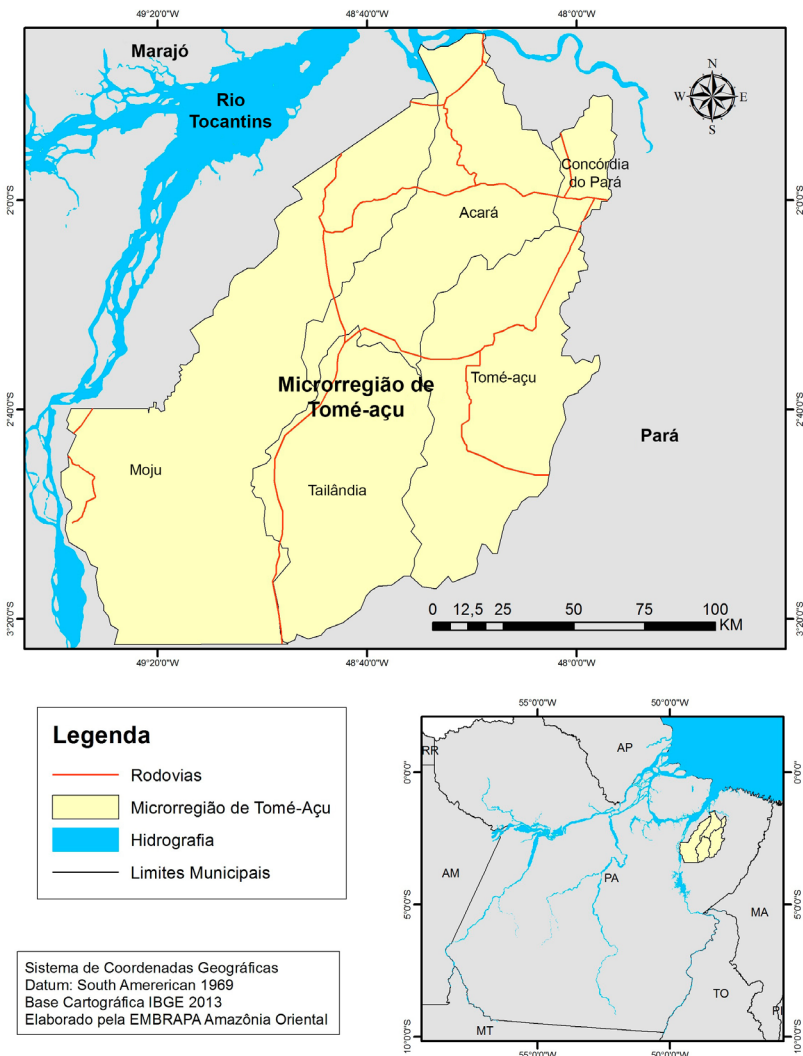 49°20'0"W
48°40'0"W
48°0'0"W
Marajó
Rio
Tocantins
N
W
E
S
Concórdia
do Pará
Acará
2°0'0"S
2°0'0"S
Microrregião de
Tomé-açu
Tomé-açu
2°40'0"S
2°40'0"S
Pará
Moju
Tailândia
0 12,5 25 50 75 100
KM
3°20'0"S
3°20'0"S
49°20'0"W
48°40'0"W
48°0'0"W
Legenda
Rodovias
Microrregião de Tomé-Açu
Hidrografia
Limites Municipais
Sistema de Coordenadas Geográficas
Datum: South Amererican 1969
Base Cartográfica IBGE 2013
Elaborado pela EMBRAPA Amazônia Oriental
55°0'0"W
50°0'0"W
RR
AP
0°0'0"
0°0'0"
AM
PA
MA
5°0'0"S
5°0'0"S
TO
PI
MT
10°0'0"S
10°0'0"S
55°0'0"W
50°0'0"W